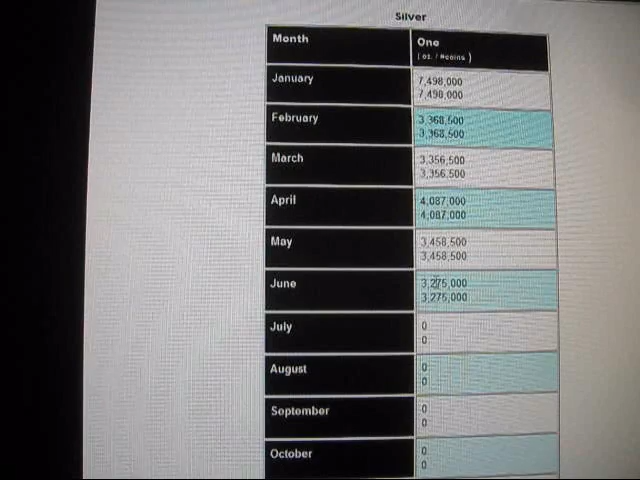 Silver
Month One
( oz. / #coins )
January 7,498,000
7,498,000
February 3,368,500
3,368,500
March 3,356,500
3,356,500
April 4,087,000
4,087,000
May 3,458,500
3,458,500
June 3,275,000
3,275,000
July 0
0
August 0
0
September 0
0
October 0
0